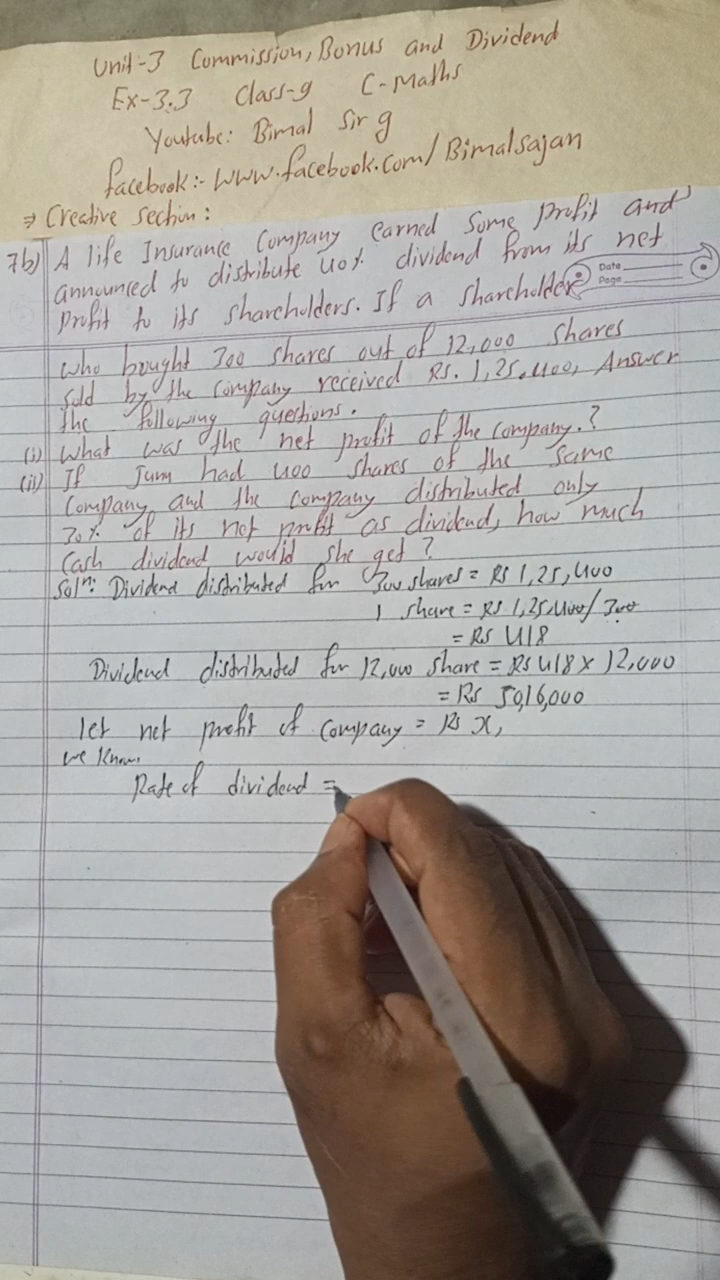 Unit-3 Commission, Bonus and Dividend
Ex-3.3 Class-9 C-Maths
Youtube: Bimal Sir g
facebook:- www.facebook.com/Bimalsajan
⇒ Creative section:
7b) A life Insurance Company earned some profit and
announced to distribute 40% dividend from its net
Date
Page
profit to its shareholders. If a shareholder
who bought 300 shares out of 12,000 shares
sold by the company received Rs. 1,25,400, Answer
the following questions.
(i) What was the net profit of the company.?
(ii) If Jum had 400 shares of the same
Company and the company distributed only
30% of its net profit as dividend, how much
Cash dividend would she get?
Solⁿ: Dividend distributed for 300 shares = Rs 1,25,400
1 share = Rs 1,25,400/300
= Rs 418
Dividend distributed for 12,000 share = Rs 418 × 12,000
= Rs 50,16,000
let net profit of company = Rs x,
we know,
Rate of dividend =